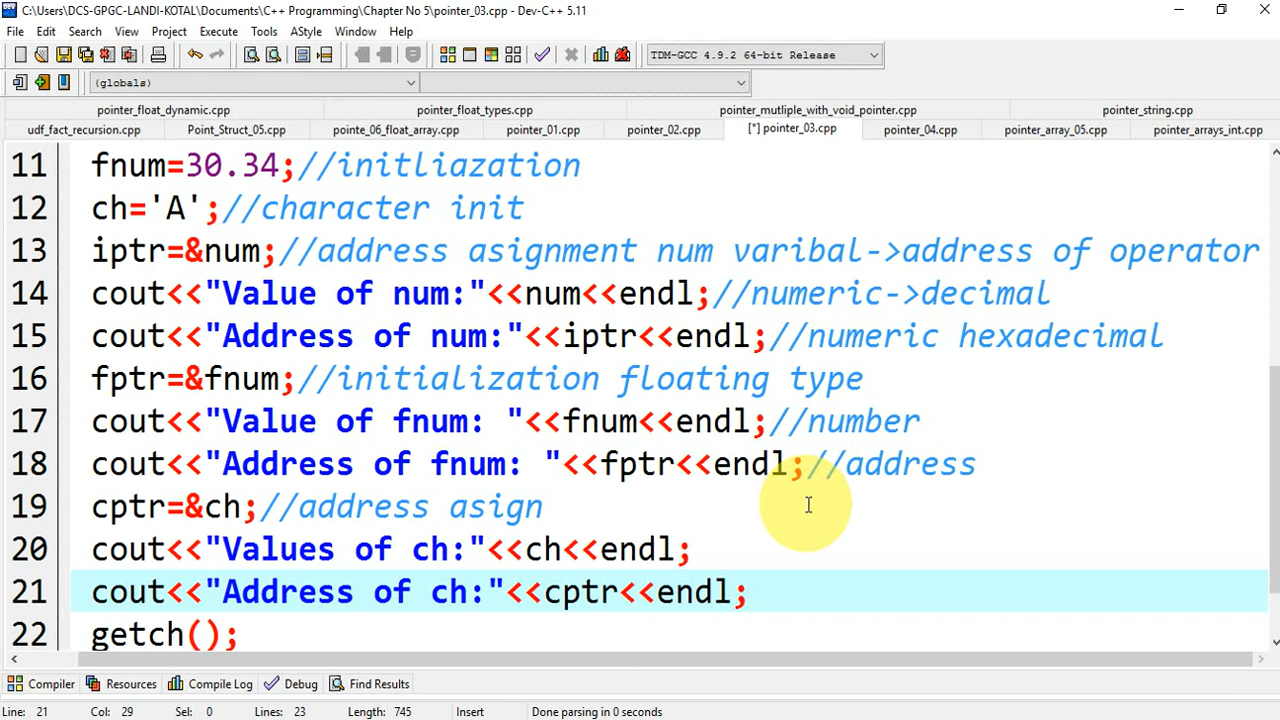 C:\Users\DCS-GPGC-LANDI-KOTAL\Documents\C++ Programming\Chapter No 5\pointer_03.cpp - Dev-C++ 5.11
File Edit Search View Project Execute Tools AStyle Window Help
TDM-GCC 4.9.2 64-bit Release
(globals)
pointer_float_dynamic.cpp pointer_float_types.cpp pointer_mutliple_with_void_pointer.cpp pointer_string.cpp
udf_fact_recursion.cpp Point_Struct_05.cpp pointe_06_float_array.cpp pointer_01.cpp pointer_02.cpp [*] pointer_03.cpp pointer_04.cpp pointer_array_05.cpp pointer_arrays_int.cpp
11 fnum=30.34;//initliazation
12 ch='A';//character init
13 iptr=&num;//address asignment num varibal->address of operator
14 cout<<"Value of num:"<<num<<endl;//numeric->decimal
15 cout<<"Address of num:"<<iptr<<endl;//numeric hexadecimal
16 fptr=&fnum;//initialization floating type
17 cout<<"Value of fnum: "<<fnum<<endl;//number
18 cout<<"Address of fnum: "<<fptr<<endl;//address
19 cptr=&ch;//address asign
20 cout<<"Values of ch:"<<ch<<endl;
21 cout<<"Address of ch:"<<cptr<<endl;
22 getch();
Compiler Resources Compile Log Debug Find Results
Line: 21 Col: 29 Sel: 0 Lines: 23 Length: 745 Insert Done parsing in 0 seconds